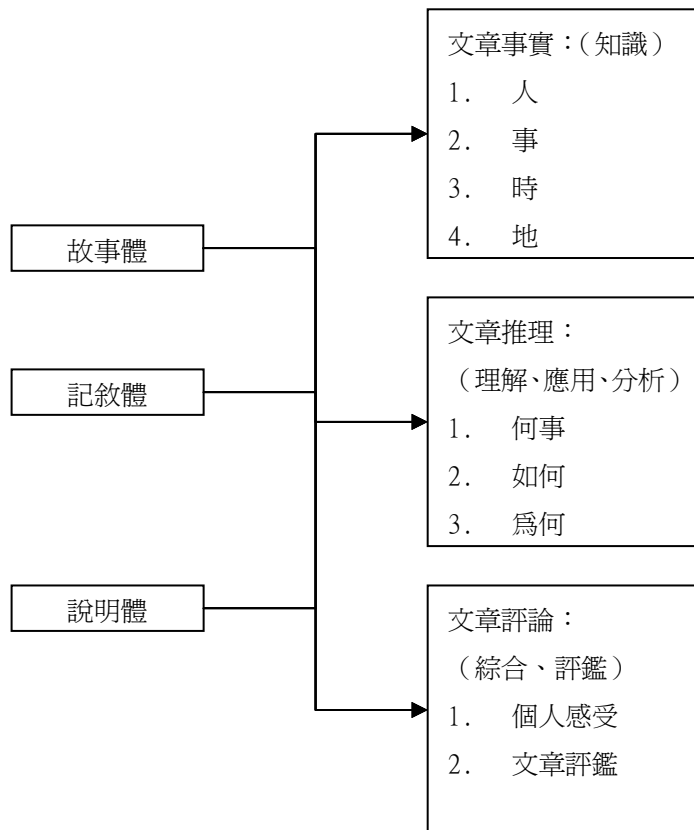 故事體
記敘體
說明體
文章事實：（知識）
1. 人
2. 事
3. 時
4. 地
文章推理：
（理解、應用、分析）
1. 何事
2. 如何
3. 爲何
文章評論：
（綜合、評鑑）
1. 個人感受
2. 文章評鑑